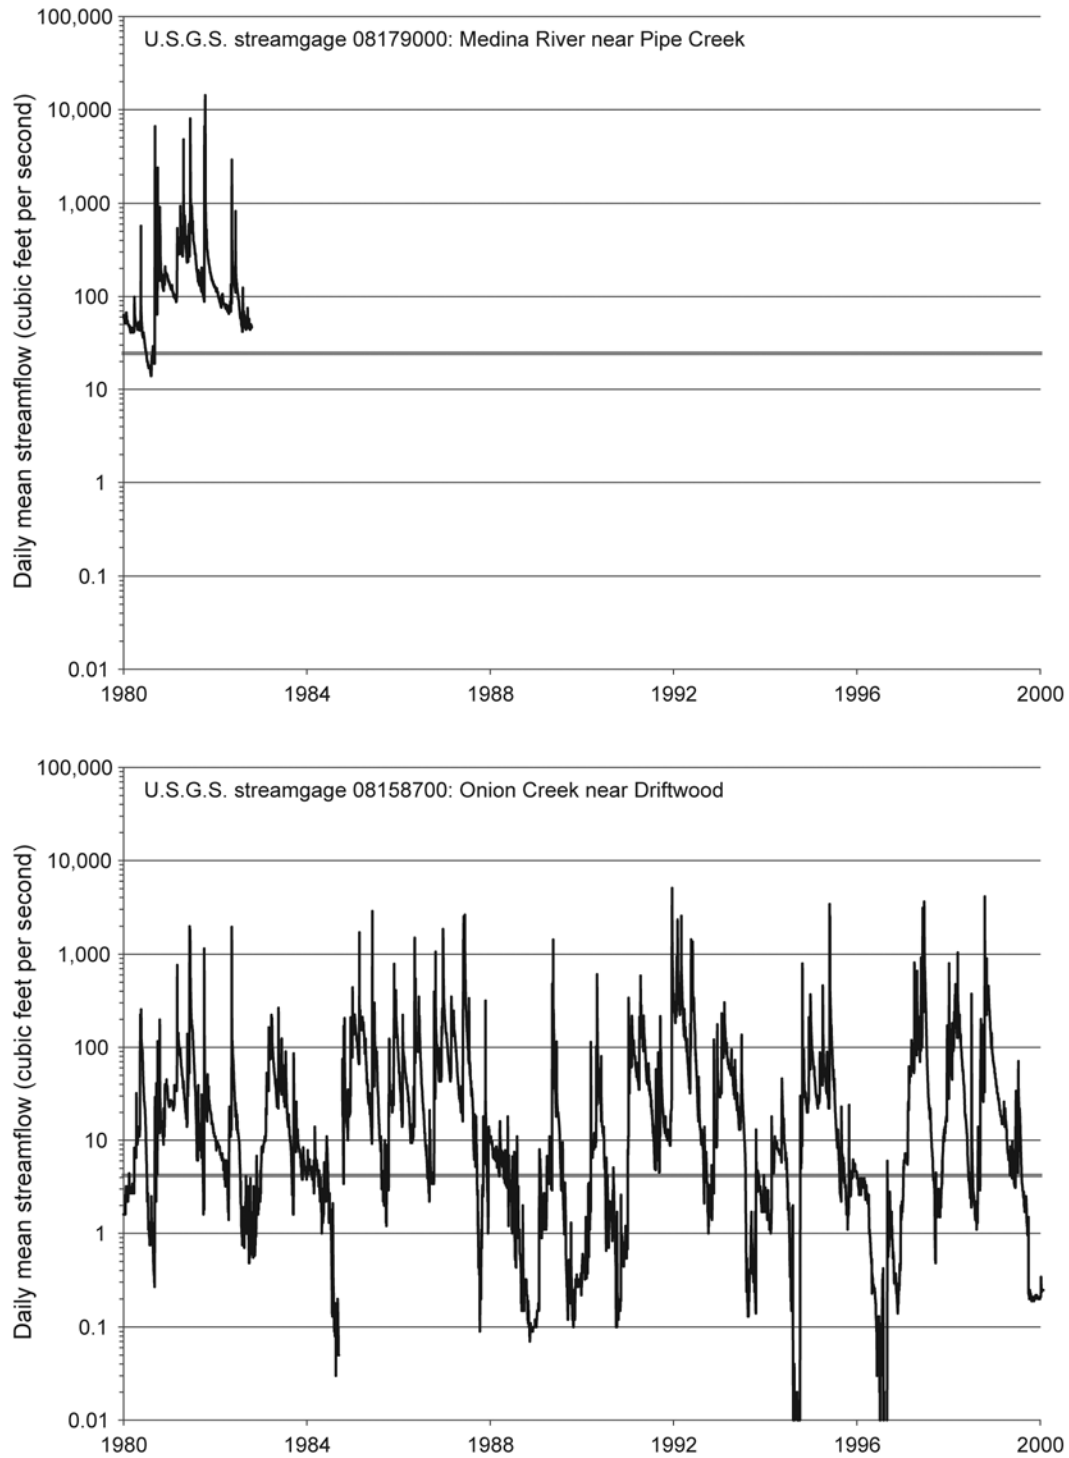 100,000
U.S.G.S. streamgage 08179000: Medina River near Pipe Creek
10,000
1,000
100
10
1
0.1
0.01
Daily mean streamflow (cubic feet per second)
1980 1984 1988 1992 1996 2000
100,000
U.S.G.S. streamgage 08158700: Onion Creek near Driftwood
10,000
1,000
100
10
1
0.1
0.01
Daily mean streamflow (cubic feet per second)
1980 1984 1988 1992 1996 2000